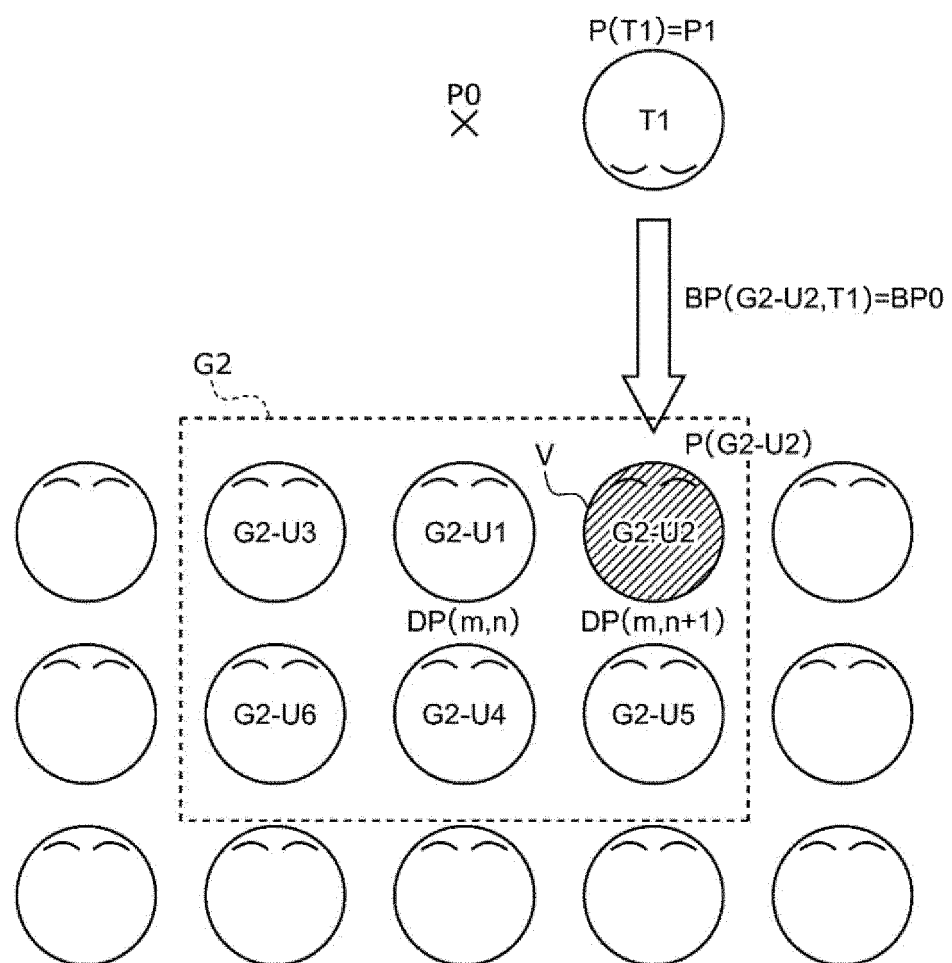 P(T1)=P1
P0
T1
BP(G2-U2,T1)=BP0
G2
P(G2-U2)
V
G2-U3 G2-U1 G2-U2
DP(m,n) DP(m,n+1)
G2-U6 G2-U4 G2-U5